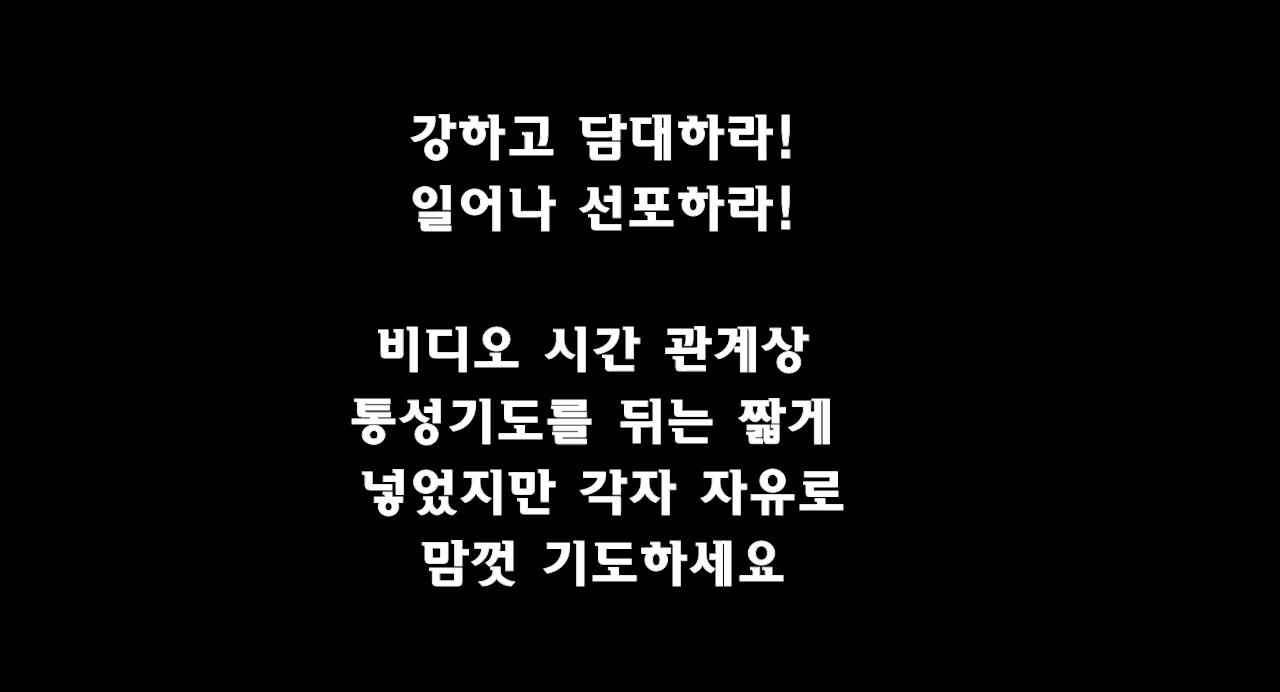 강하고 담대하라!
일어나 선포하라!
비디오 시간 관계상
통성기도를 뒤는 짧게
넣었지만 각자 자유로
맘껏 기도하세요